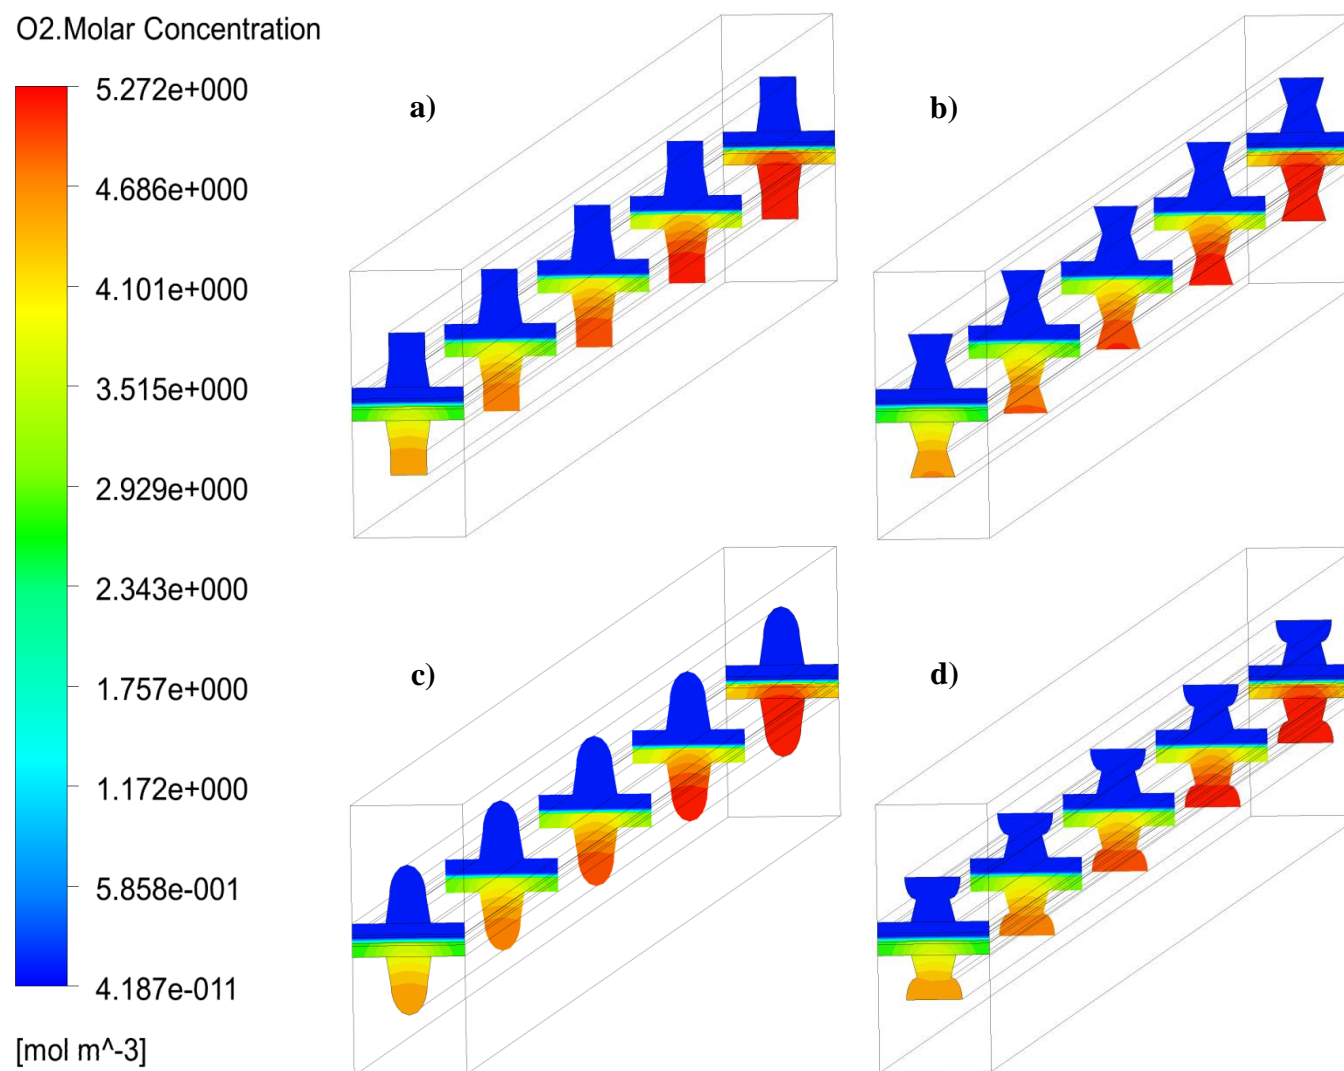 O2.Molar Concentration
5.272e+000
4.686e+000
4.101e+000
3.515e+000
2.929e+000
2.343e+000
1.757e+000
1.172e+000
5.858e-001
4.187e-011
[mol m^-3]
a)
b)
c)
d)